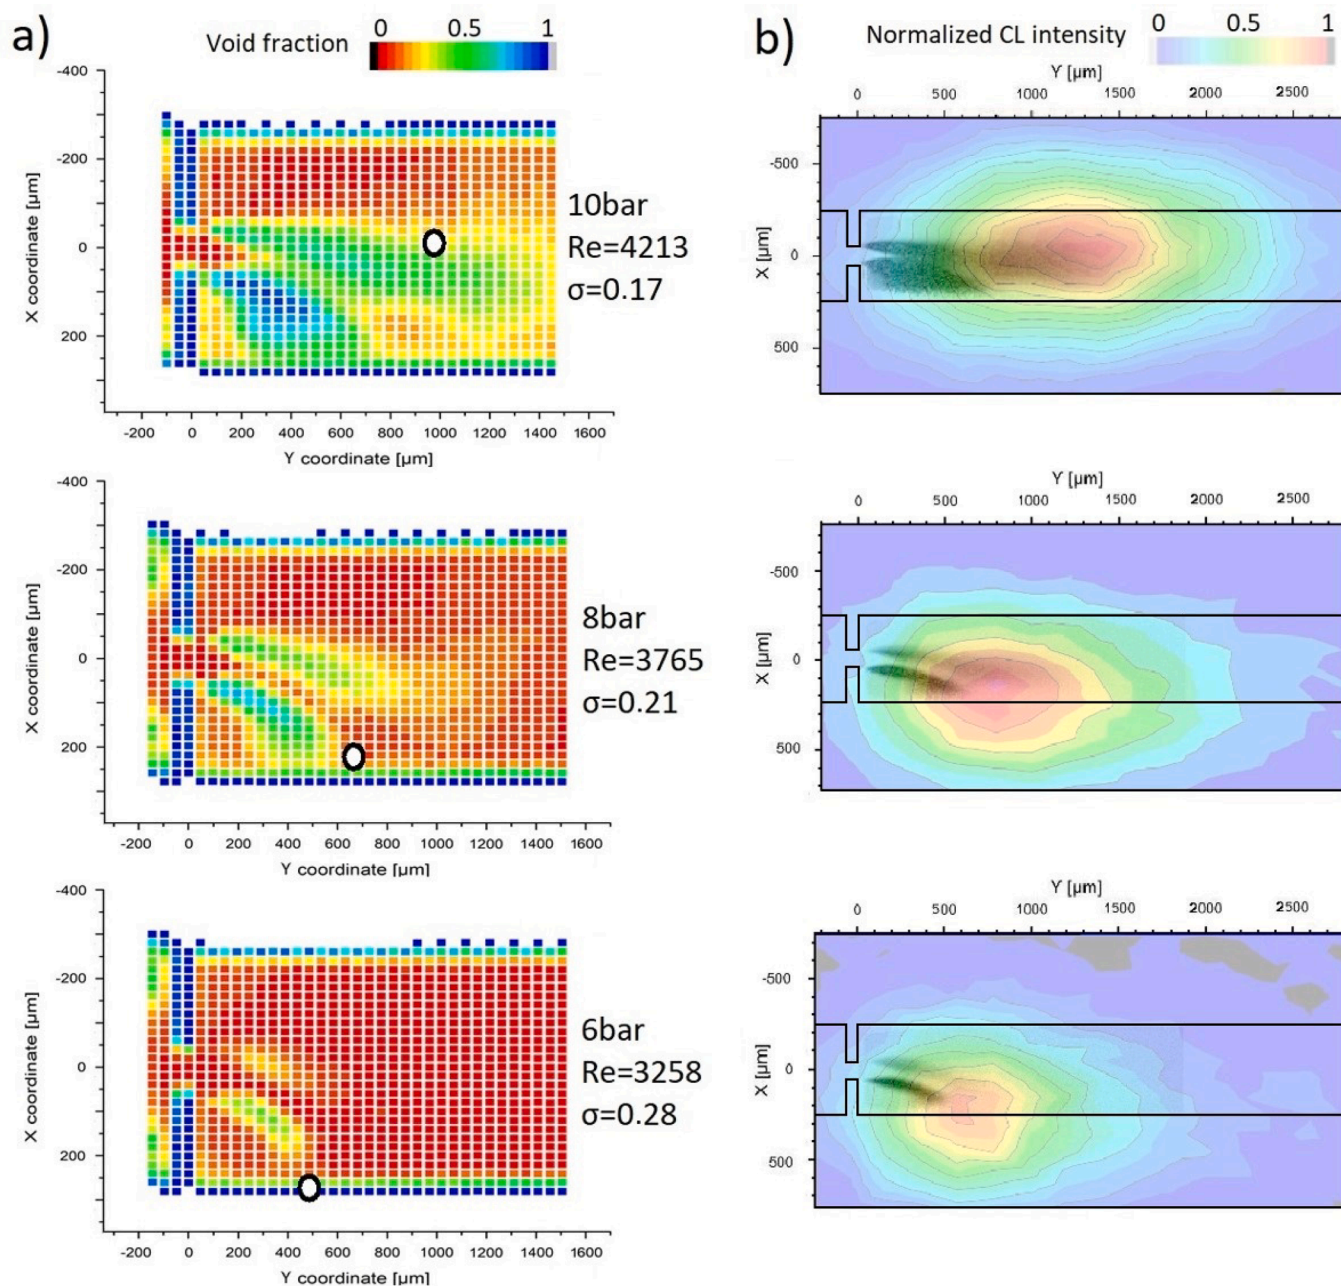 a)
Void fraction
0 0.5 1
-400
-200
0
200
X coordinate [μm]
-200 0 200 400 600 800 1000 1200 1400 1600
Y coordinate [μm]
10bar
Re=4213
σ=0.17
b)
Normalized CL intensity
0 0.5 1
Y [μm]
0 500 1000 1500 2000 2500
-500
0
500
X [μm]
-400
-200
0
200
X coordinate [μm]
-200 0 200 400 600 800 1000 1200 1400 1600
Y coordinate [μm]
8bar
Re=3765
σ=0.21
Y [μm]
0 500 1000 1500 2000 2500
-500
0
500
X [μm]
-400
-200
0
200
X coordinate [μm]
-200 0 200 400 600 800 1000 1200 1400 1600
Y coordinate [μm]
6bar
Re=3258
σ=0.28
Y [μm]
0 500 1000 1500 2000 2500
-500
0
500
X [μm]